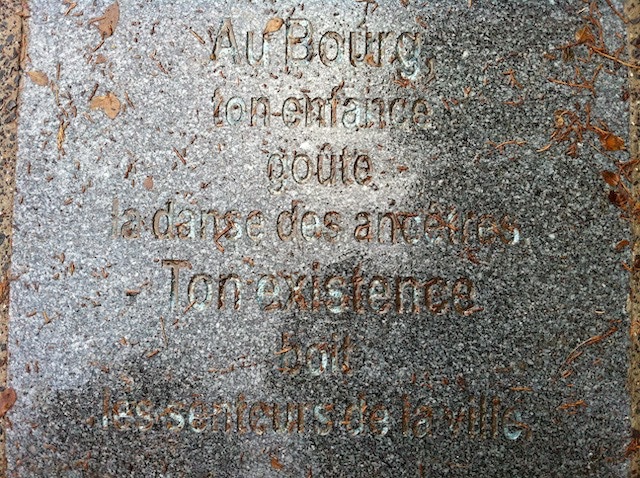 Au Bourg,
ton enfance
goûte
la danse des ancêtres.
Ton existence
boit
les senteurs de la ville.